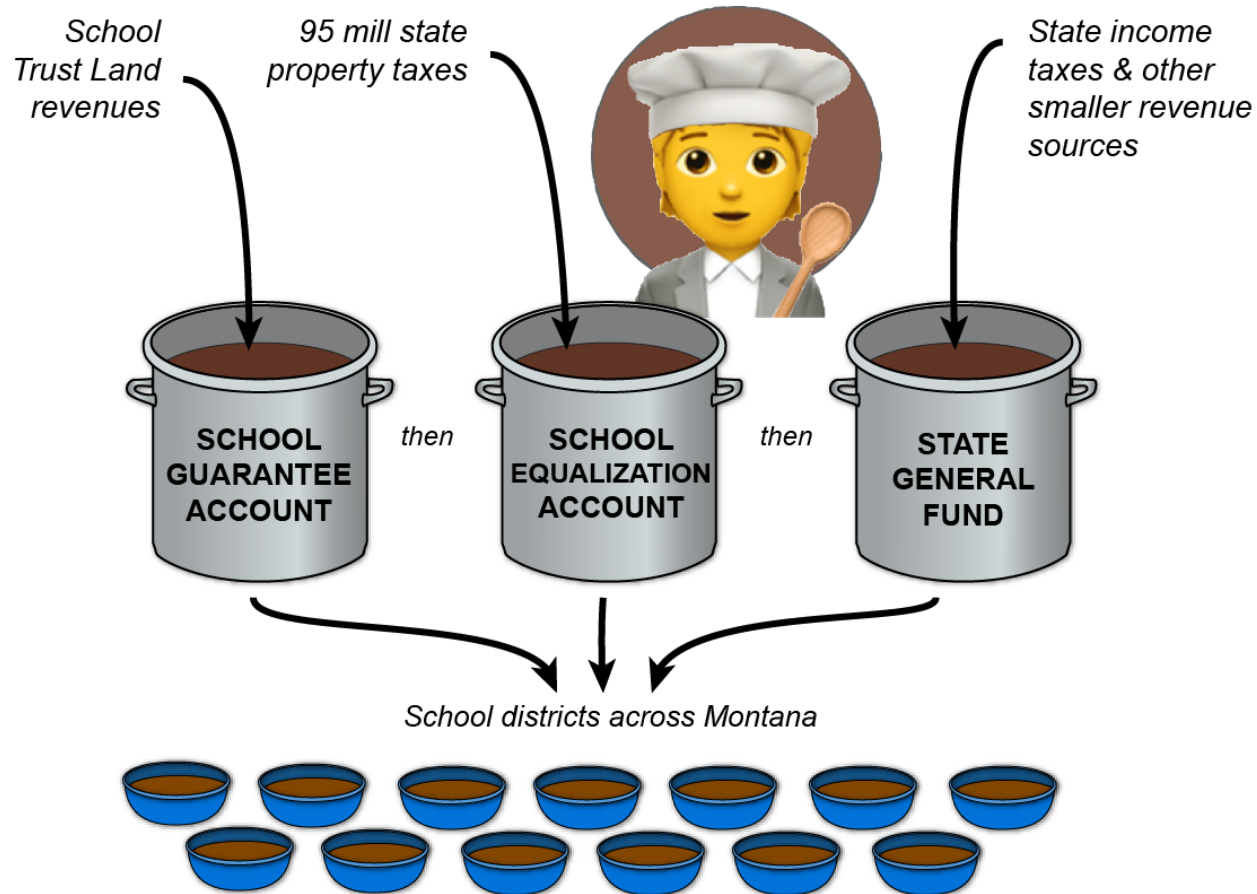 School
Trust Land
revenues
95 mill state
property taxes
State income
taxes & other
smaller revenue
sources
SCHOOL
GUARANTEE
ACCOUNT
then
SCHOOL
EQUALIZATION
ACCOUNT
then
STATE
GENERAL
FUND
School districts across Montana